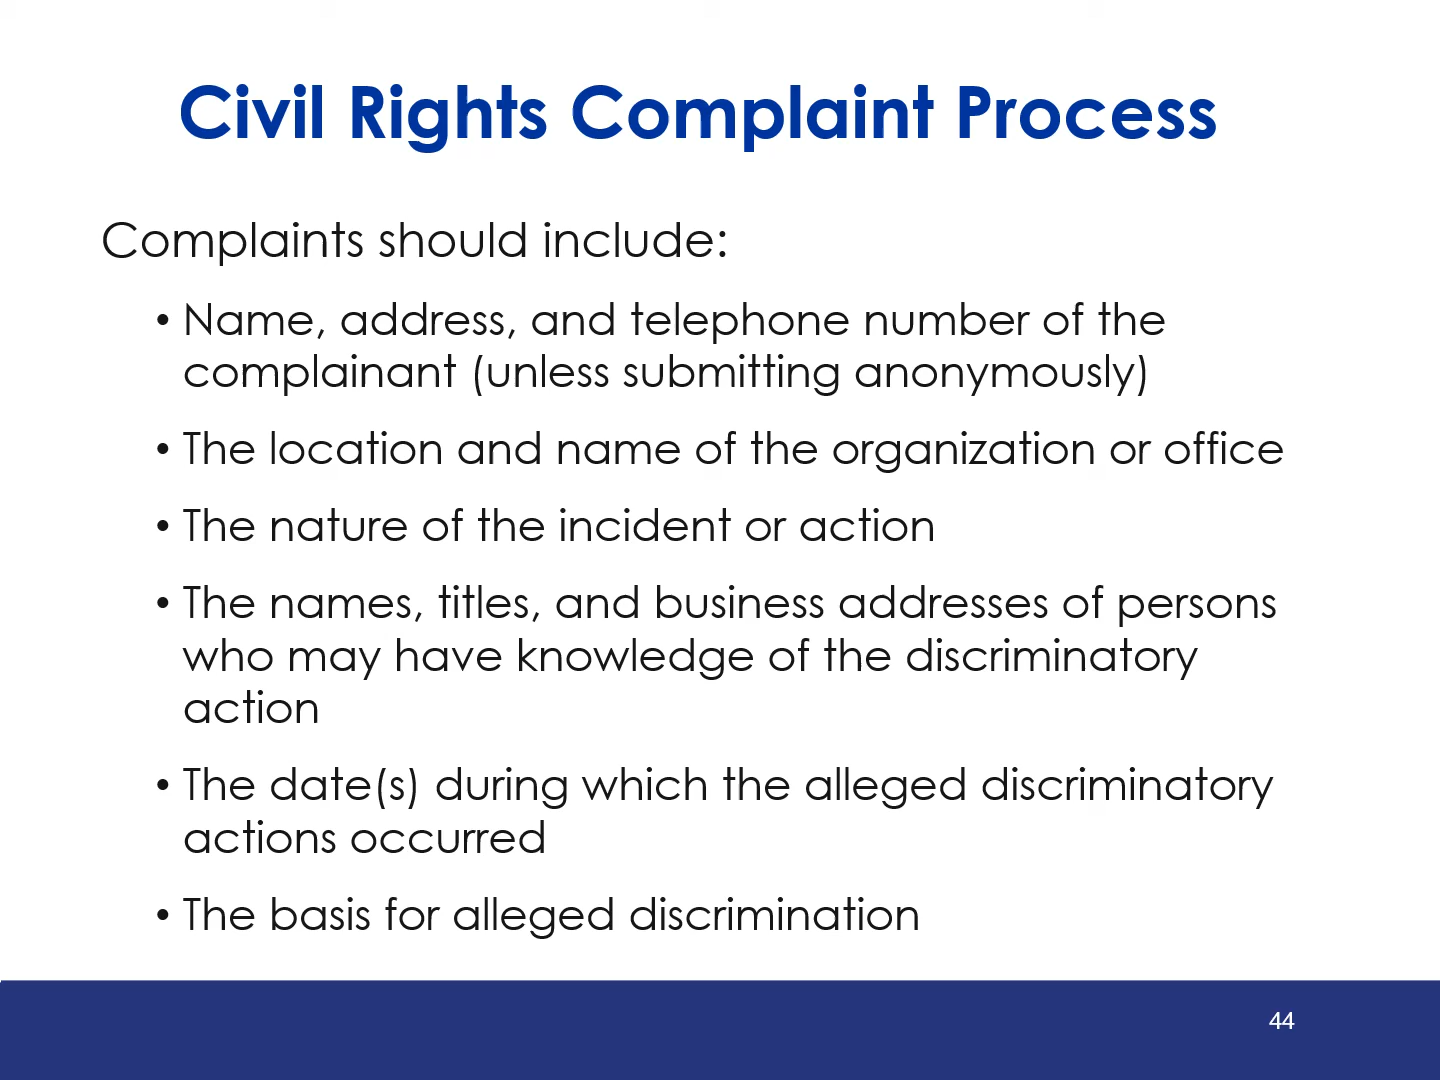 Civil Rights Complaint Process
Complaints should include:
• Name, address, and telephone number of the
complainant (unless submitting anonymously)
• The location and name of the organization or office
• The nature of the incident or action
• The names, titles, and business addresses of persons
who may have knowledge of the discriminatory
action
• The date(s) during which the alleged discriminatory
actions occurred
• The basis for alleged discrimination
44